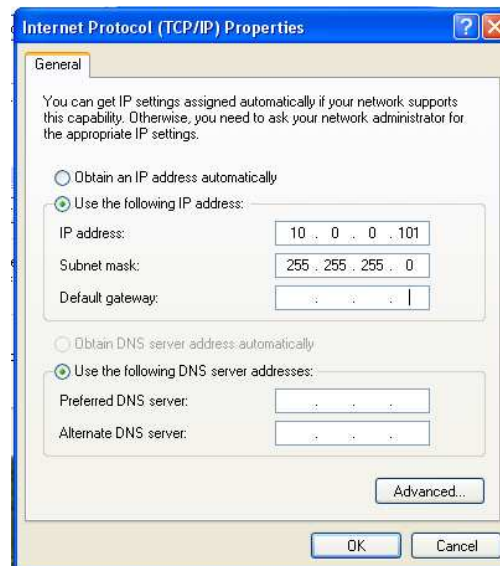 Internet Protocol (TCP/IP) Properties
General
You can get IP settings assigned automatically if your network supports
this capability. Otherwise, you need to ask your network administrator for
the appropriate IP settings.
Obtain an IP address automatically
Use the following IP address:
IP address: 10 . 0 . 0 . 101
Subnet mask: 255 . 255 . 255 . 0
Default gateway: . . .
Obtain DNS server address automatically
Use the following DNS server addresses:
Preferred DNS server: . . .
Alternate DNS server: . . .
Advanced...
OK Cancel